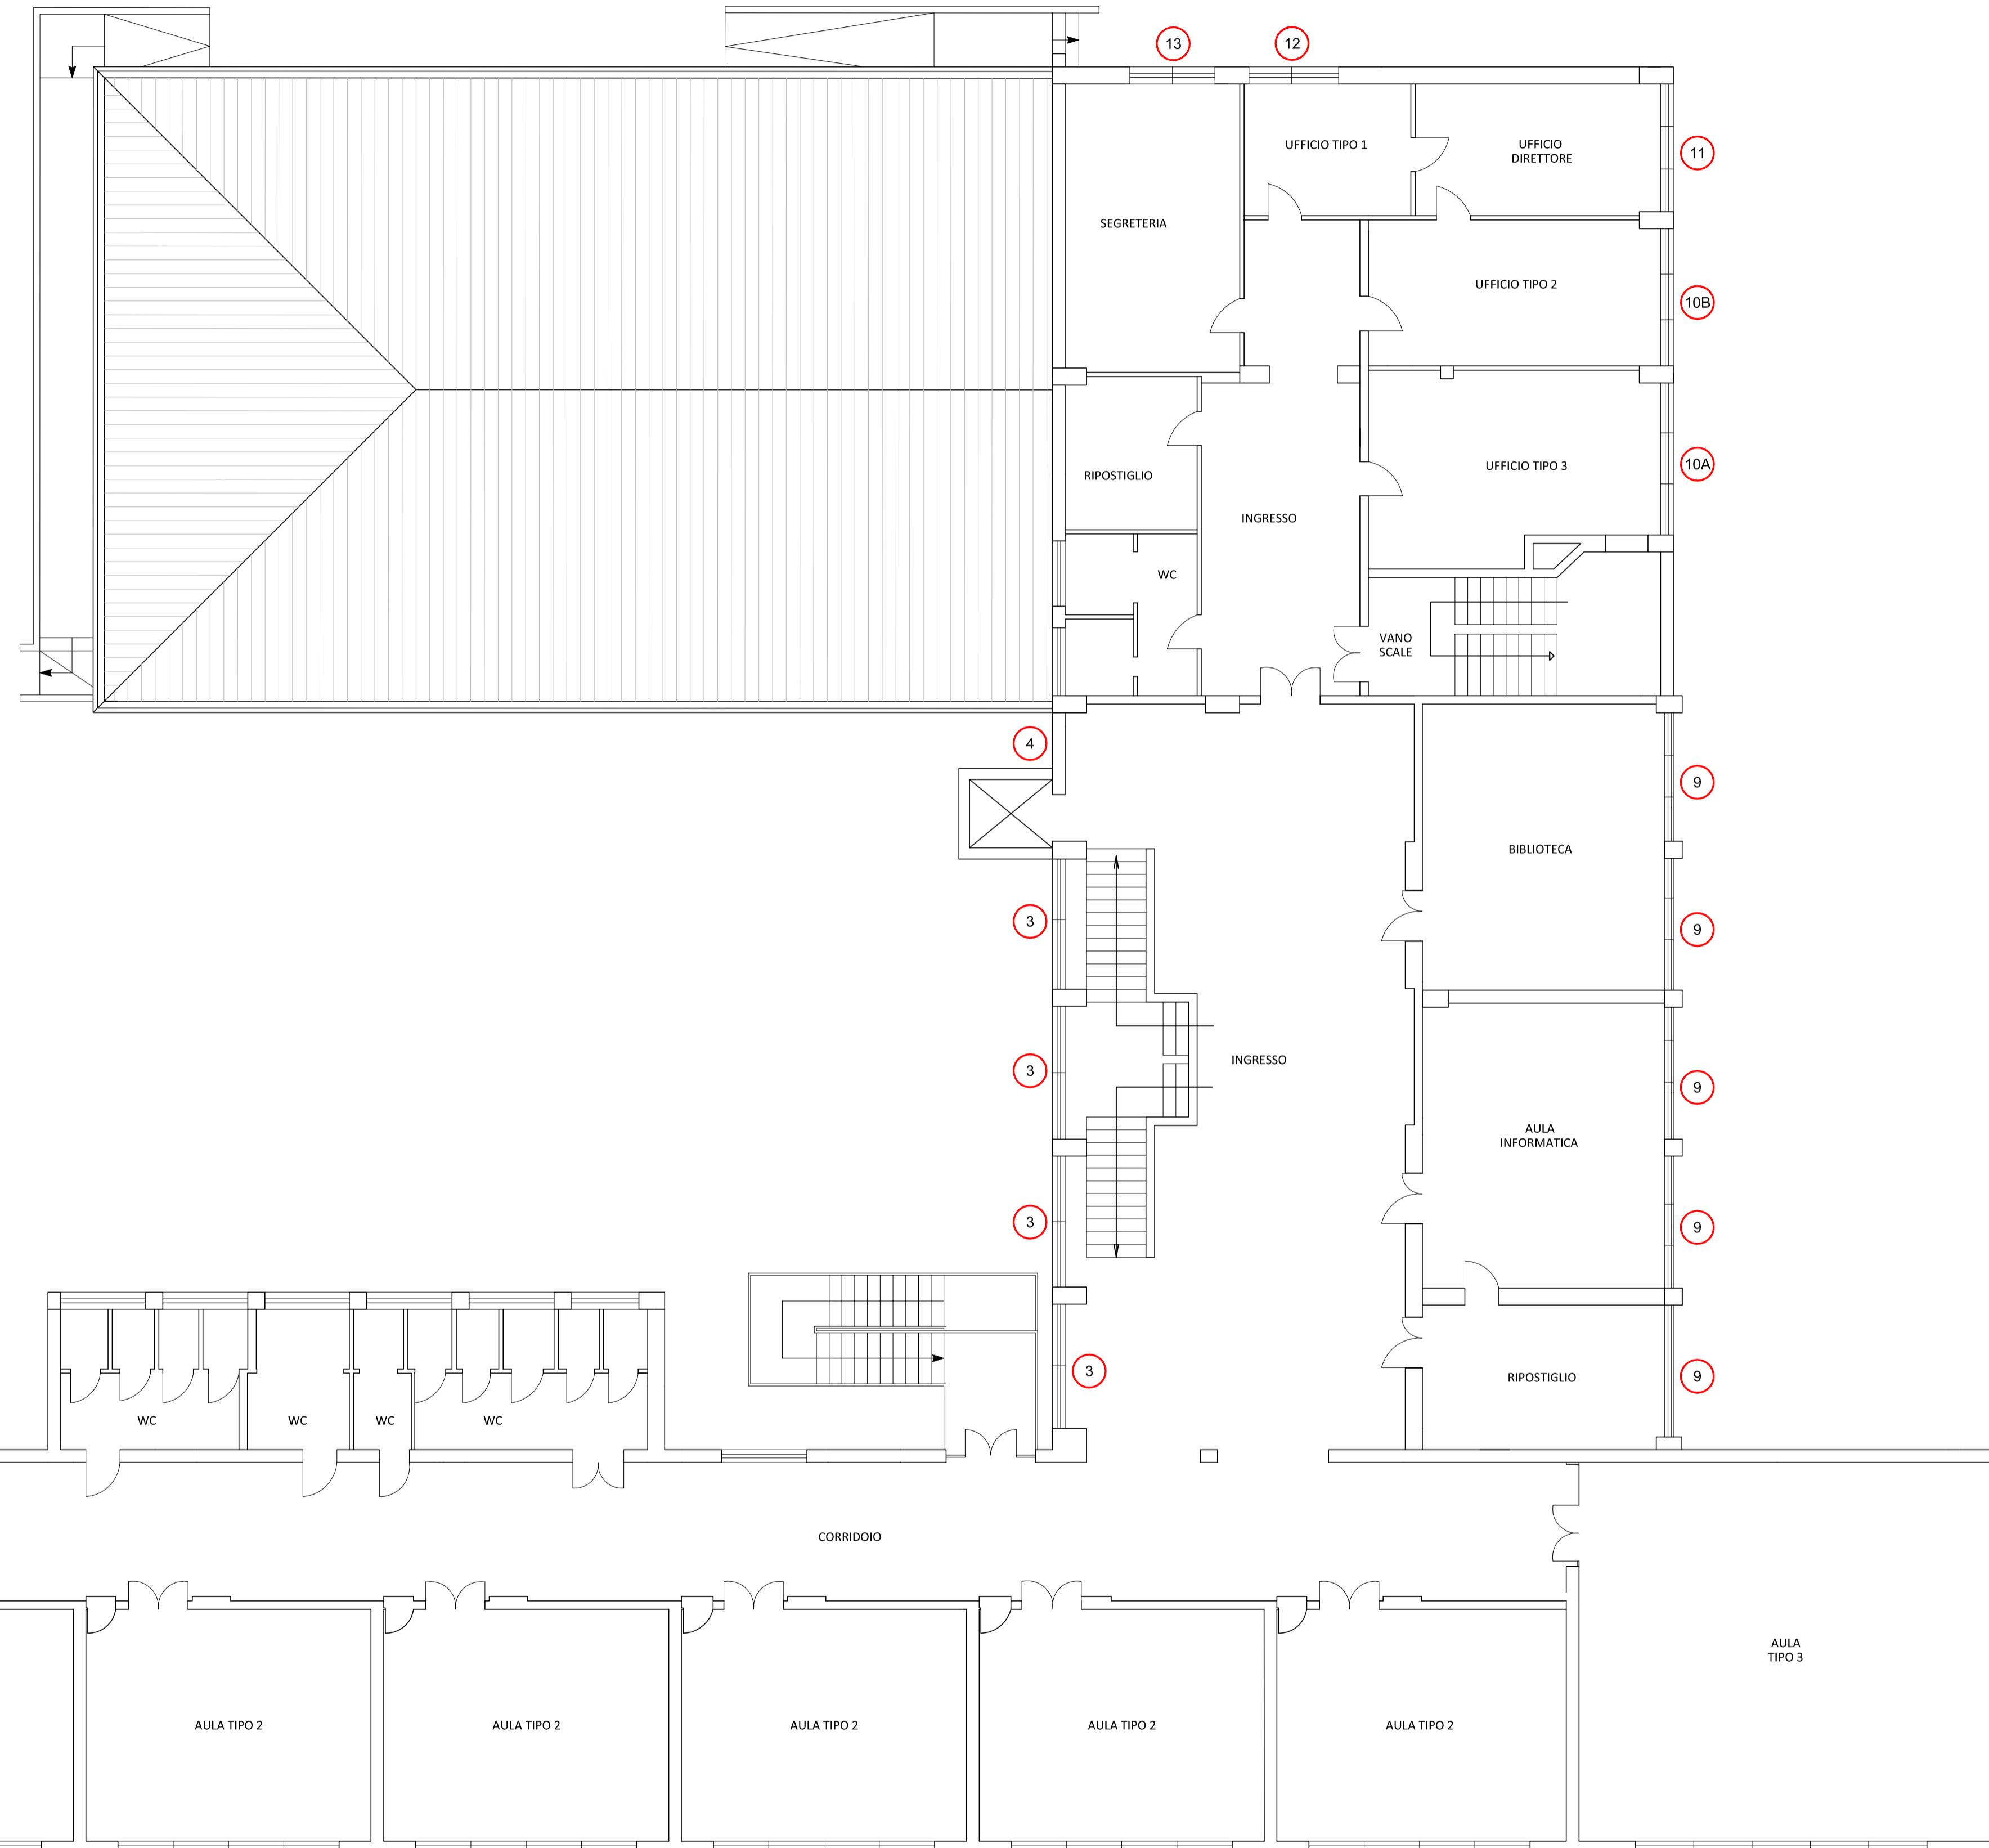 13
12
UFFICIO TIPO 1
UFFICIO
DIRETTORE
11
SEGRETERIA
UFFICIO TIPO 2
10B
RIPOSTIGLIO
UFFICIO TIPO 3
10A
INGRESSO
WC
VANO
SCALE
4
9
BIBLIOTECA
3
9
INGRESSO
3
9
AULA
INFORMATICA
3
9
3
RIPOSTIGLIO
9
WC
WC
WC
WC
CORRIDOIO
AULA
TIPO 3
AULA TIPO 2
AULA TIPO 2
AULA TIPO 2
AULA TIPO 2
AULA TIPO 2